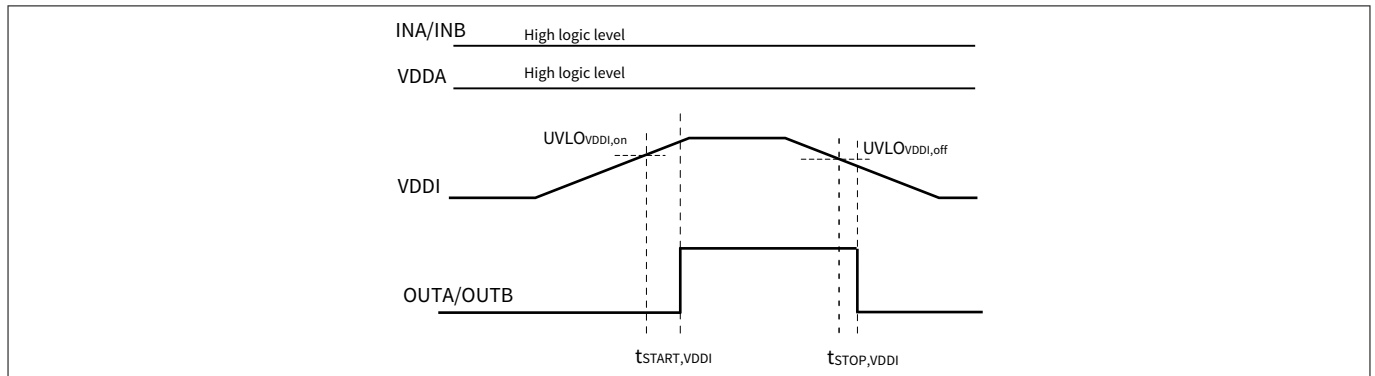 INA/INB
High logic level
VDDA
High logic level
UVLOVDDI,on
UVLOVDDI,off
VDDI
OUTA/OUTB
tSTART,VDDI
tSTOP,VDDI